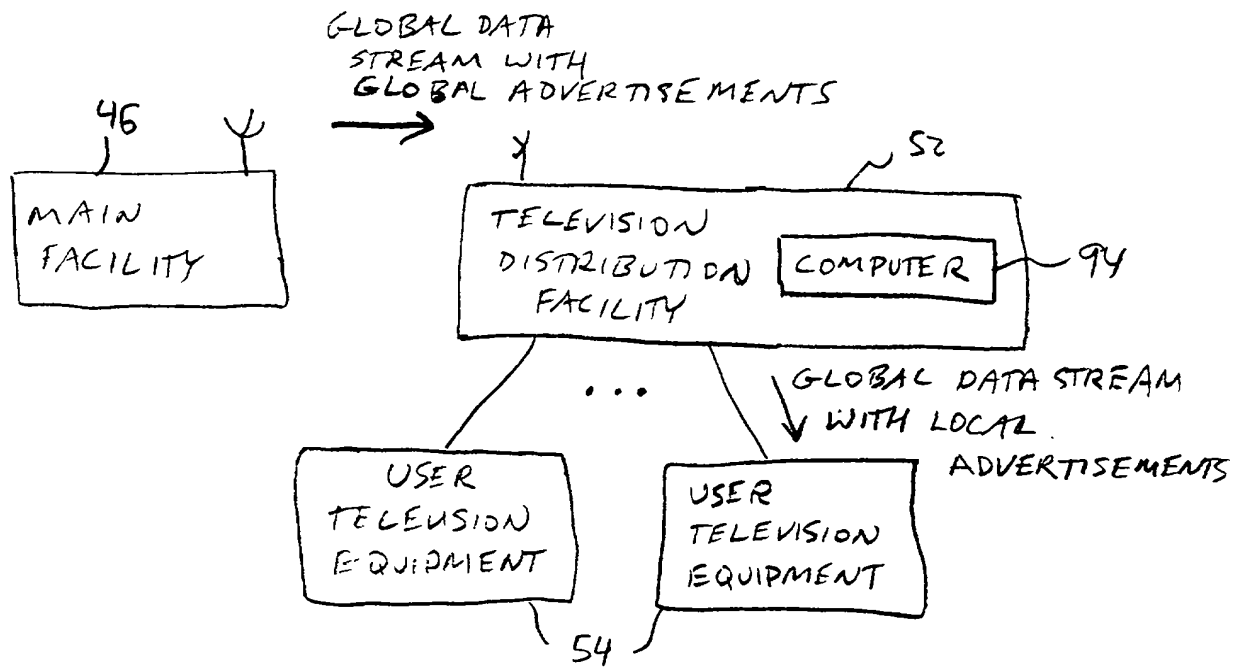 GLOBAL DATA
STREAM WITH
GLOBAL ADVERTISEMENTS
46
52
MAIN
FACILITY
TELEVISION
DISTRIBUTION
FACILITY
COMPUTER
94
...
GLOBAL DATA STREAM
WITH LOCAL
ADVERTISEMENTS
USER
TELEVISION
EQUIPMENT
USER
TELEVISION
EQUIPMENT
54